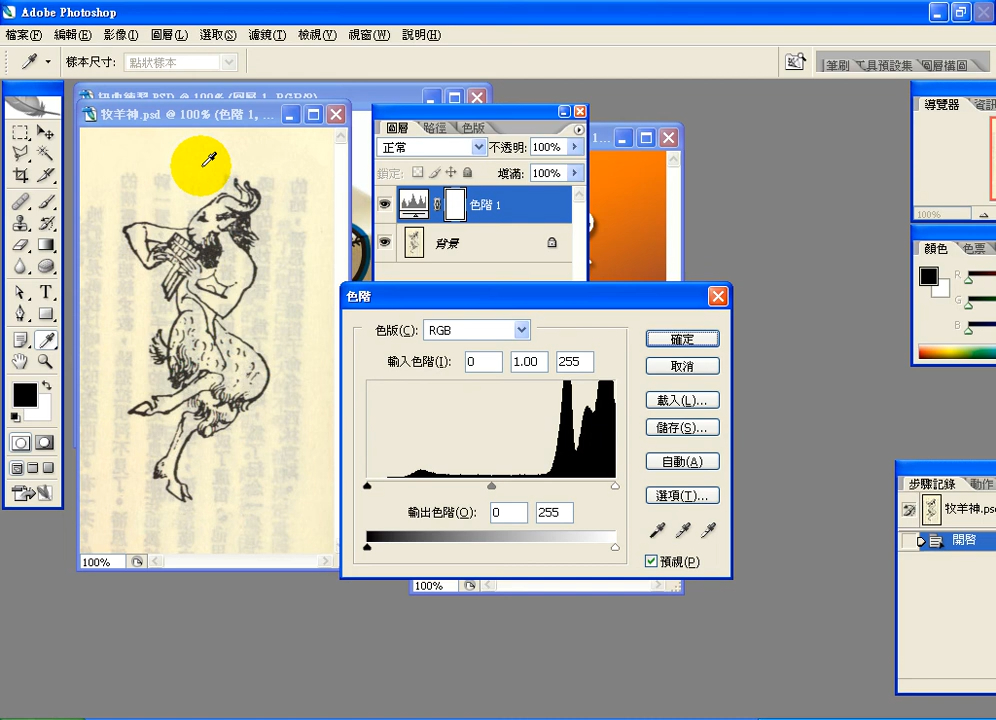 Adobe Photoshop
檔案(F) 編輯(E) 影像(I) 圖層(L) 選取(S) 濾鏡(T) 檢視(V) 視窗(W) 說明(H)
樣本尺寸: 點狀樣本
筆刷 工具預設集 圖層構圖
牧羊神.psd @ 100% (色階 1, ...
圖層 路徑 色版
正常 不透明: 100%
鎖定: 填滿: 100%
色階 1
背景
1...
導覽器 資訊
100%
顏色 色票
R
G
B
色階
色版(C): RGB
輸入色階(I): 0 1.00 255
輸出色階(O): 0 255
確定
取消
載入(L)...
儲存(S)...
自動(A)
選項(T)...
預視(P)
步驟記錄 動作
牧羊神.ps
開啓
100%
100%